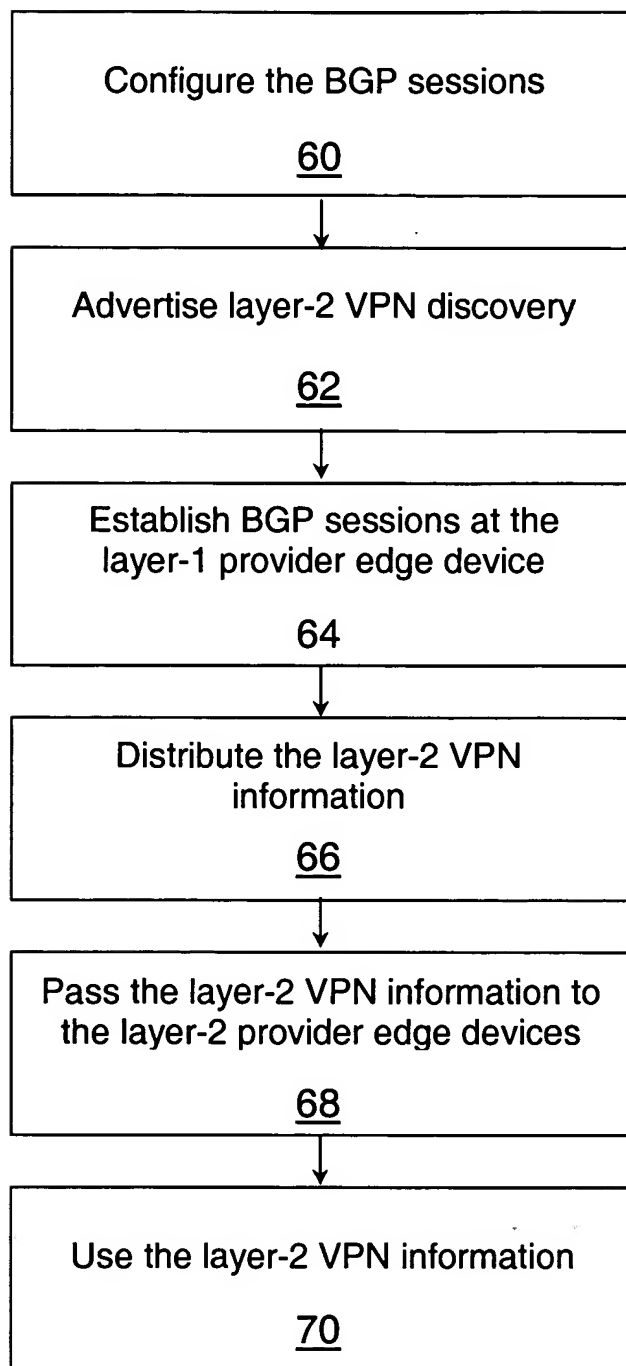 Configure the BGP sessions
60
Advertise layer-2 VPN discovery
62
Establish BGP sessions at the
layer-1 provider edge device
64
Distribute the layer-2 VPN
information
66
Pass the layer-2 VPN information to
the layer-2 provider edge devices
68
Use the layer-2 VPN information
70